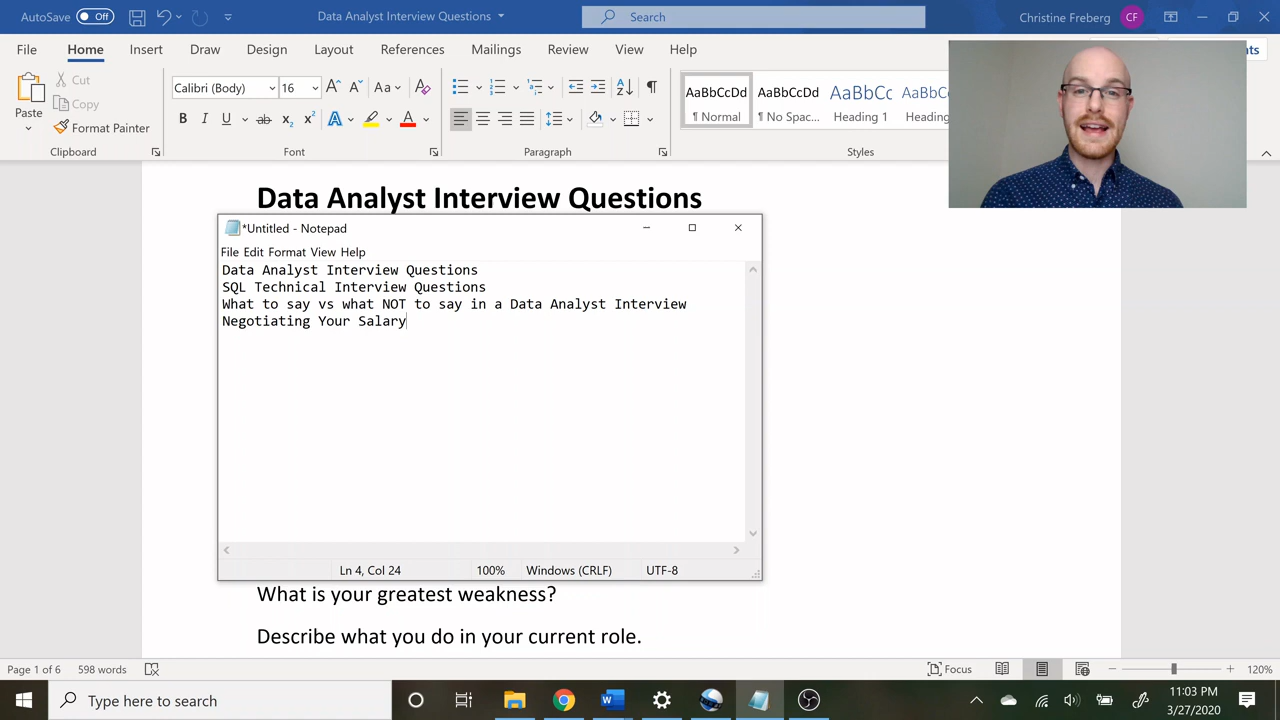 AutoSave Off Data Analyst Interview Questions Search Christine Freberg CF
File Home Insert Draw Design Layout References Mailings Review View Help
Paste Cut Copy Format Painter
Calibri (Body) 16
B I U ab x₂ x² A A Aa
AaBbCcDd AaBbCcDd AaBbCc AaBbCcD
¶ Normal ¶ No Spac... Heading 1 Heading
Clipboard Font Paragraph Styles
Data Analyst Interview Questions
*Untitled - Notepad
File Edit Format View Help
Data Analyst Interview Questions
SQL Technical Interview Questions
What to say vs what NOT to say in a Data Analyst Interview
Negotiating Your Salary
Ln 4, Col 24 100% Windows (CRLF) UTF-8
What is your greatest weakness?
Describe what you do in your current role.
Page 1 of 6 598 words Focus 120%
Type here to search
11:03 PM
3/27/2020